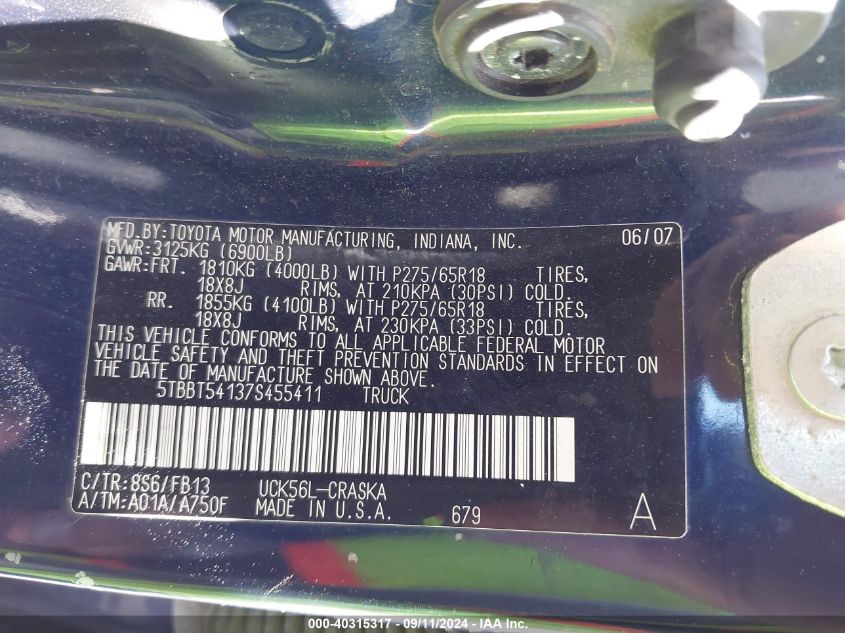 MFD.BY:TOYOTA MOTOR MANUFACTURING, INDIANA, INC. 06/07
GVWR:3125KG (6900LB)
GAWR:FRT. 1810KG (4000LB) WITH P275/65R18 TIRES,
18X8J RIMS, AT 210KPA (30PSI) COLD.
RR. 1855KG (4100LB) WITH P275/65R18 TIRES,
18X8J RIMS, AT 230KPA (33PSI) COLD.
THIS VEHICLE CONFORMS TO ALL APPLICABLE FEDERAL MOTOR
VEHICLE SAFETY AND THEFT PREVENTION STANDARDS IN EFFECT ON
THE DATE OF MANUFACTURE SHOWN ABOVE.
5TBBT54137S455411 TRUCK
C/TR:8S6/FB13 UCK56L-CRASKA
A/TM:A01A/A750F MADE IN U.S.A. 679 A
000-40315317 - 09/11/2024 - IAA Inc.